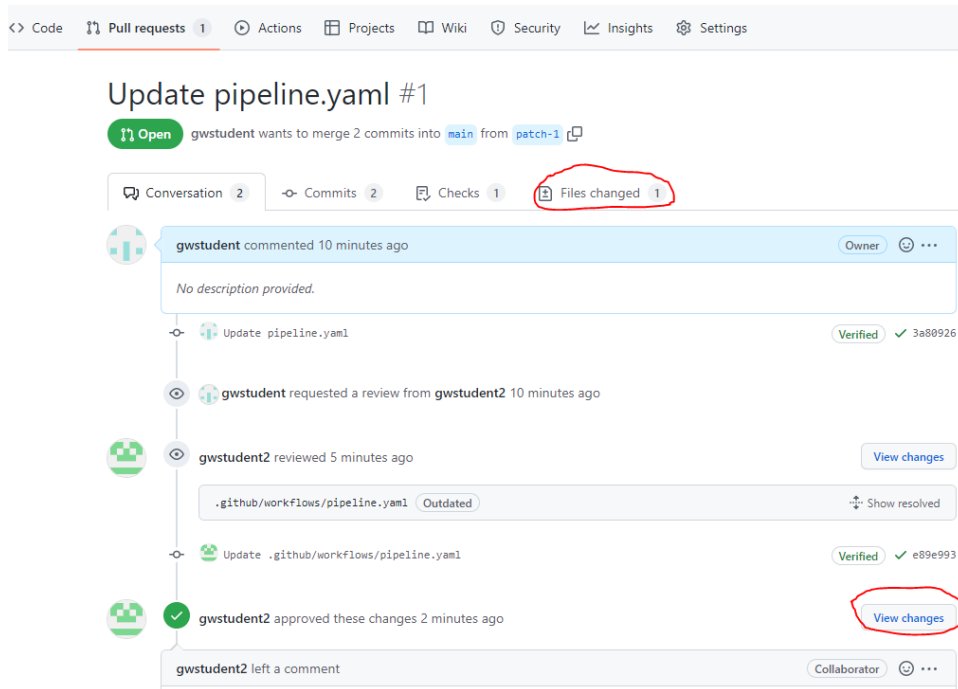 Code Pull requests 1 Actions Projects Wiki Security Insights Settings
Update pipeline.yaml #1
Open gwstudent wants to merge 2 commits into main from patch-1
Conversation 2 Commits 2 Checks 1 Files changed 1
gwstudent commented 10 minutes ago Owner
No description provided.
Update pipeline.yaml Verified 3a80926
gwstudent requested a review from gwstudent2 10 minutes ago
gwstudent2 reviewed 5 minutes ago View changes
.github/workflows/pipeline.yaml Outdated Show resolved
Update .github/workflows/pipeline.yaml Verified e89e993
gwstudent2 approved these changes 2 minutes ago View changes
gwstudent2 left a comment Collaborator